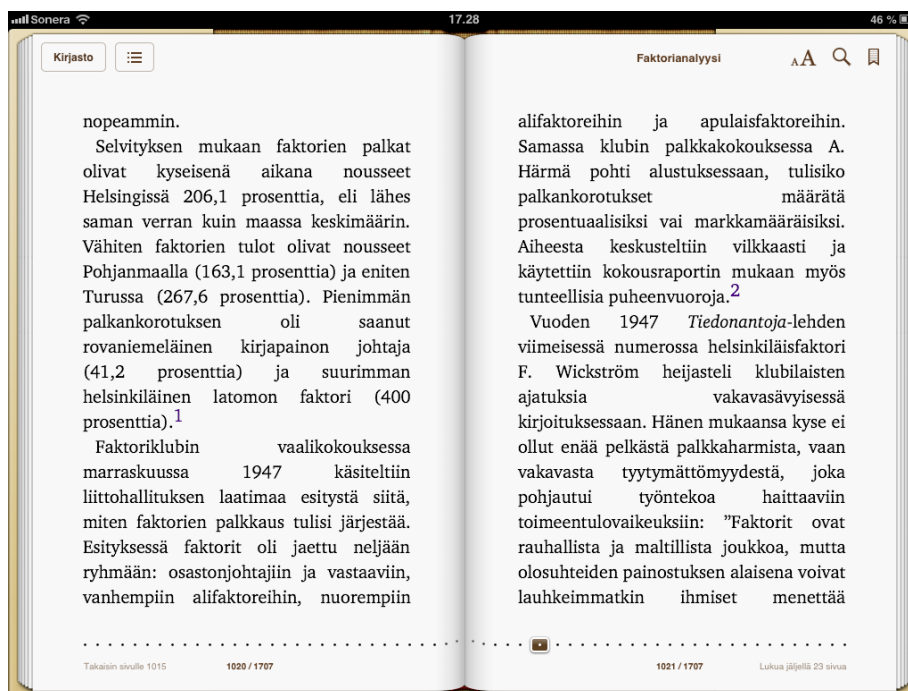 Sonera
17.28
46 %
Kirjasto
Faktorianalyysi
AA
nopeammin.
Selvityksen mukaan faktorien palkat
olivat kyseisenä aikana nousseet
Helsingissä 206,1 prosenttia, eli lähes
saman verran kuin maassa keskimäärin.
Vähiten faktorien tulot olivat nousseet
Pohjanmaalla (163,1 prosenttia) ja eniten
Turussa (267,6 prosenttia). Pienimmän
palkankorotuksen oli saanut
rovaniemeläinen kirjapainon johtaja
(41,2 prosenttia) ja suurimman
helsinkiläinen latomon faktori (400
prosenttia).1
Faktoriklubin vaalikokouksessa
marraskuussa 1947 käsiteltiin
liittohallituksen laatimaa esitystä siitä,
miten faktorien palkkaus tulisi järjestää.
Esityksessä faktorit oli jaettu neljään
ryhmään: osastonjohtajiin ja vastaaviin,
vanhempiin alifaktoreihin, nuorempiin
alifaktoreihin ja apulaisfaktoreihin.
Samassa klubin palkkakokouksessa A.
Härmä pohti alustuksessaan, tulisiko
palkankorotukset määrätä
prosentuaalisiksi vai markkamääräisiksi.
Aiheesta keskusteltiin vilkkaasti ja
käytettiin kokousraportin mukaan myös
tunteellisia puheenvuoroja.2
Vuoden 1947 Tiedonantoja-lehden
viimeisessä numerossa helsinkiläisfaktori
F. Wickström heijasteli klubilaisten
ajatuksia vakavasävyisessä
kirjoituksessaan. Hänen mukaansa kyse ei
ollut enää pelkästä palkkaharmista, vaan
vakavasta tyytymättömyydestä, joka
pohjautui työntekoa haittaaviin
toimeentulovaikeuksiin: ”Faktorit ovat
rauhallista ja maltillista joukkoa, mutta
olosuhteiden painostuksen alaisena voivat
lauhkeimmatkin ihmiset menettää
Takaisin sivulle 1015
1020 / 1707
1021 / 1707
Lukua jäljellä 23 sivua